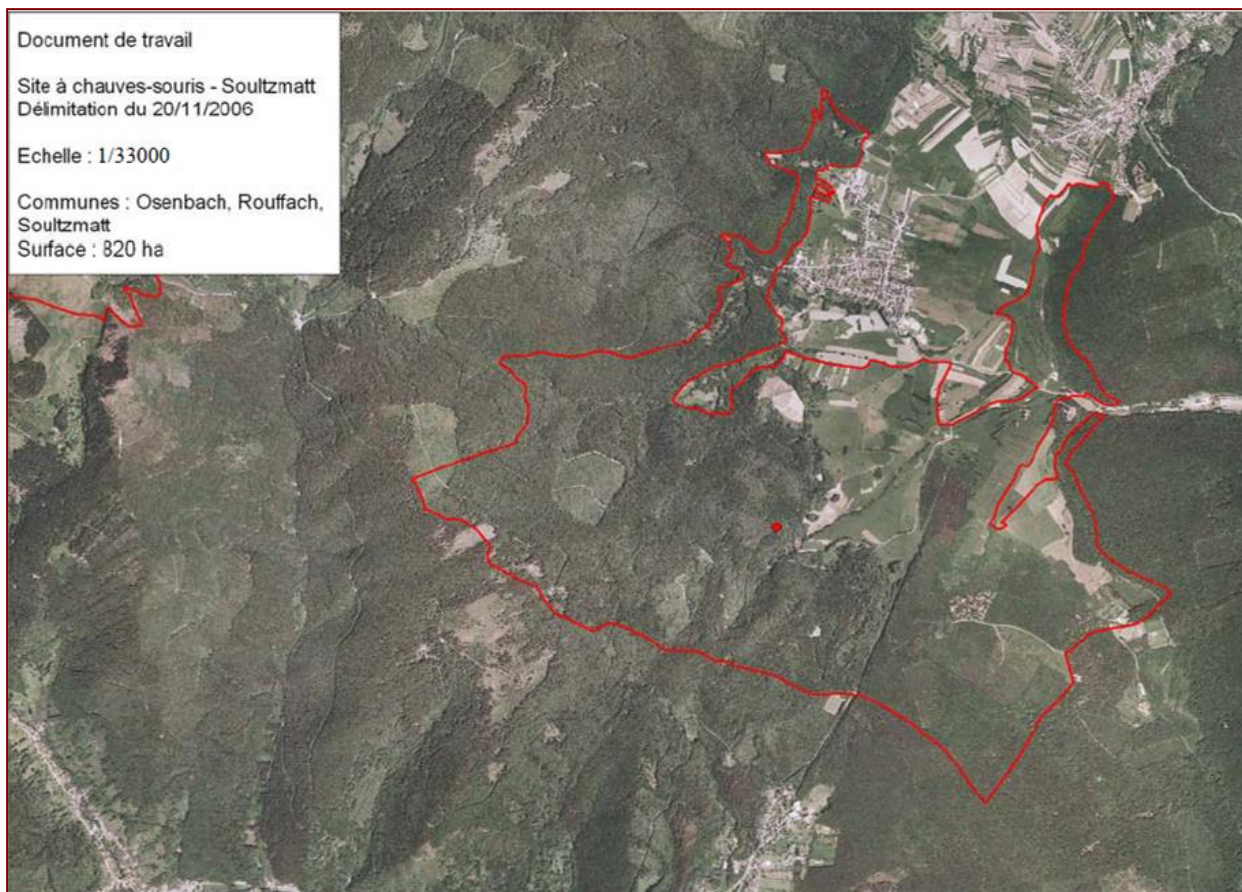 Document de travail
Site à chauves-souris - Soultzmatt
Délimitation du 20/11/2006
Echelle : 1/33000
Communes : Osenbach, Rouffach,
Soultzmatt
Surface : 820 ha